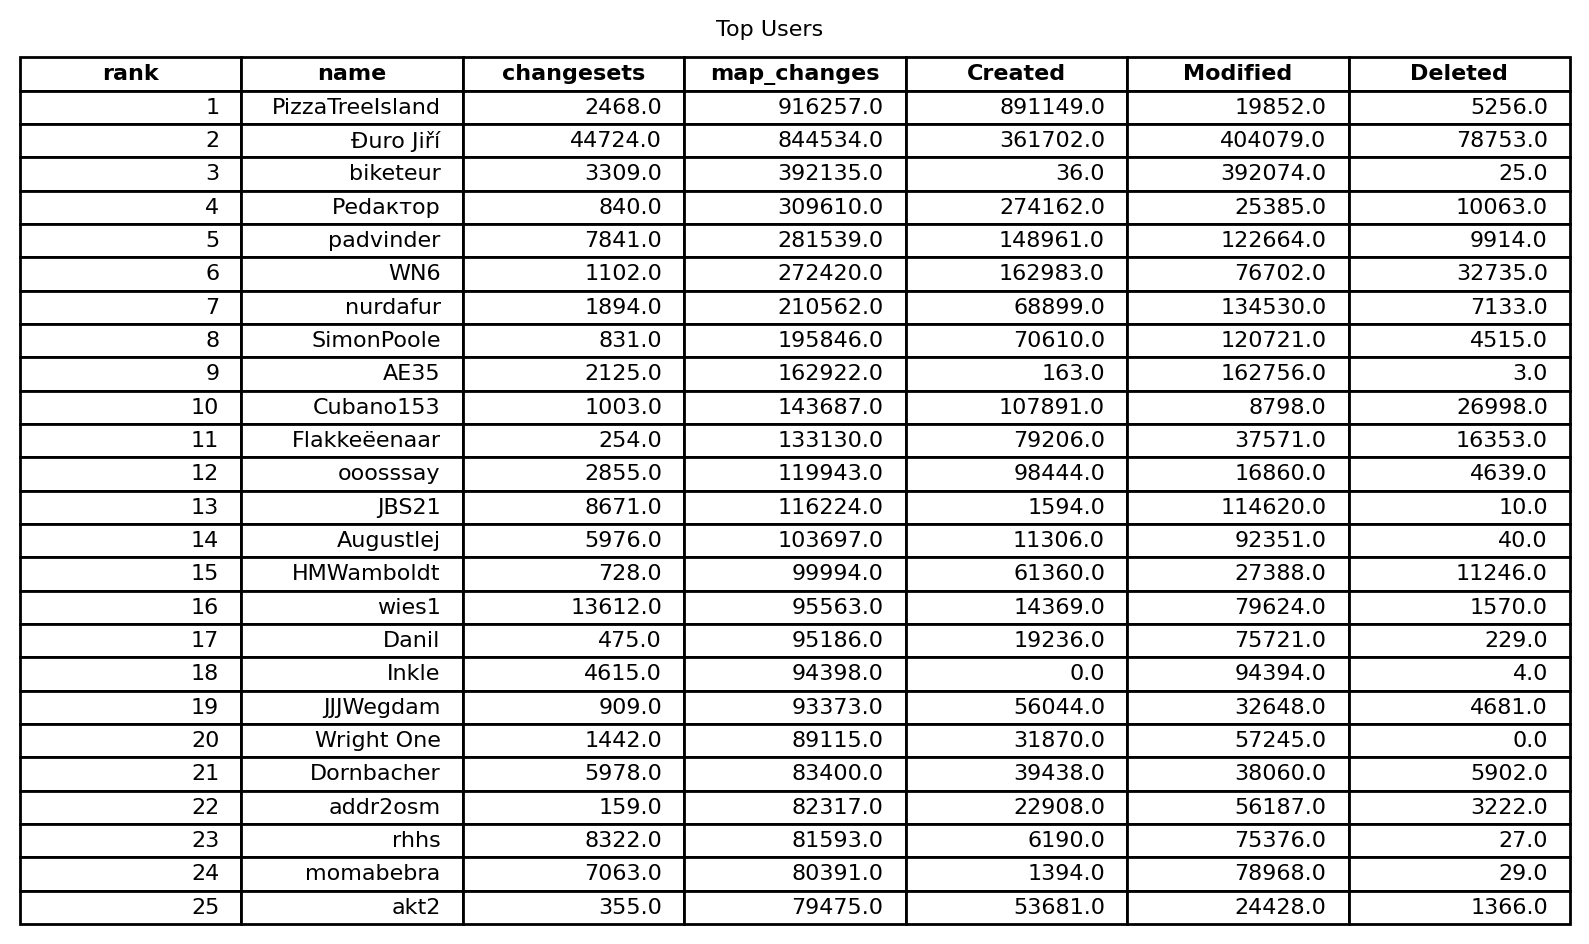 Top Users
rank name changesets map_changes Created Modified Deleted
1 PizzaTreeIsland 2468.0 916257.0 891149.0 19852.0 5256.0
2 Đuro Jiří 44724.0 844534.0 361702.0 404079.0 78753.0
3 biketeur 3309.0 392135.0 36.0 392074.0 25.0
4 Pedaктop 840.0 309610.0 274162.0 25385.0 10063.0
5 padvinder 7841.0 281539.0 148961.0 122664.0 9914.0
6 WN6 1102.0 272420.0 162983.0 76702.0 32735.0
7 nurdafur 1894.0 210562.0 68899.0 134530.0 7133.0
8 SimonPoole 831.0 195846.0 70610.0 120721.0 4515.0
9 AE35 2125.0 162922.0 163.0 162756.0 3.0
10 Cubano153 1003.0 143687.0 107891.0 8798.0 26998.0
11 Flakkeëenaar 254.0 133130.0 79206.0 37571.0 16353.0
12 ooosssay 2855.0 119943.0 98444.0 16860.0 4639.0
13 JBS21 8671.0 116224.0 1594.0 114620.0 10.0
14 Augustlej 5976.0 103697.0 11306.0 92351.0 40.0
15 HMWamboldt 728.0 99994.0 61360.0 27388.0 11246.0
16 wies1 13612.0 95563.0 14369.0 79624.0 1570.0
17 Danil 475.0 95186.0 19236.0 75721.0 229.0
18 Inkle 4615.0 94398.0 0.0 94394.0 4.0
19 JJJWegdam 909.0 93373.0 56044.0 32648.0 4681.0
20 Wright One 1442.0 89115.0 31870.0 57245.0 0.0
21 Dornbacher 5978.0 83400.0 39438.0 38060.0 5902.0
22 addr2osm 159.0 82317.0 22908.0 56187.0 3222.0
23 rhhs 8322.0 81593.0 6190.0 75376.0 27.0
24 momabebra 7063.0 80391.0 1394.0 78968.0 29.0
25 akt2 355.0 79475.0 53681.0 24428.0 1366.0